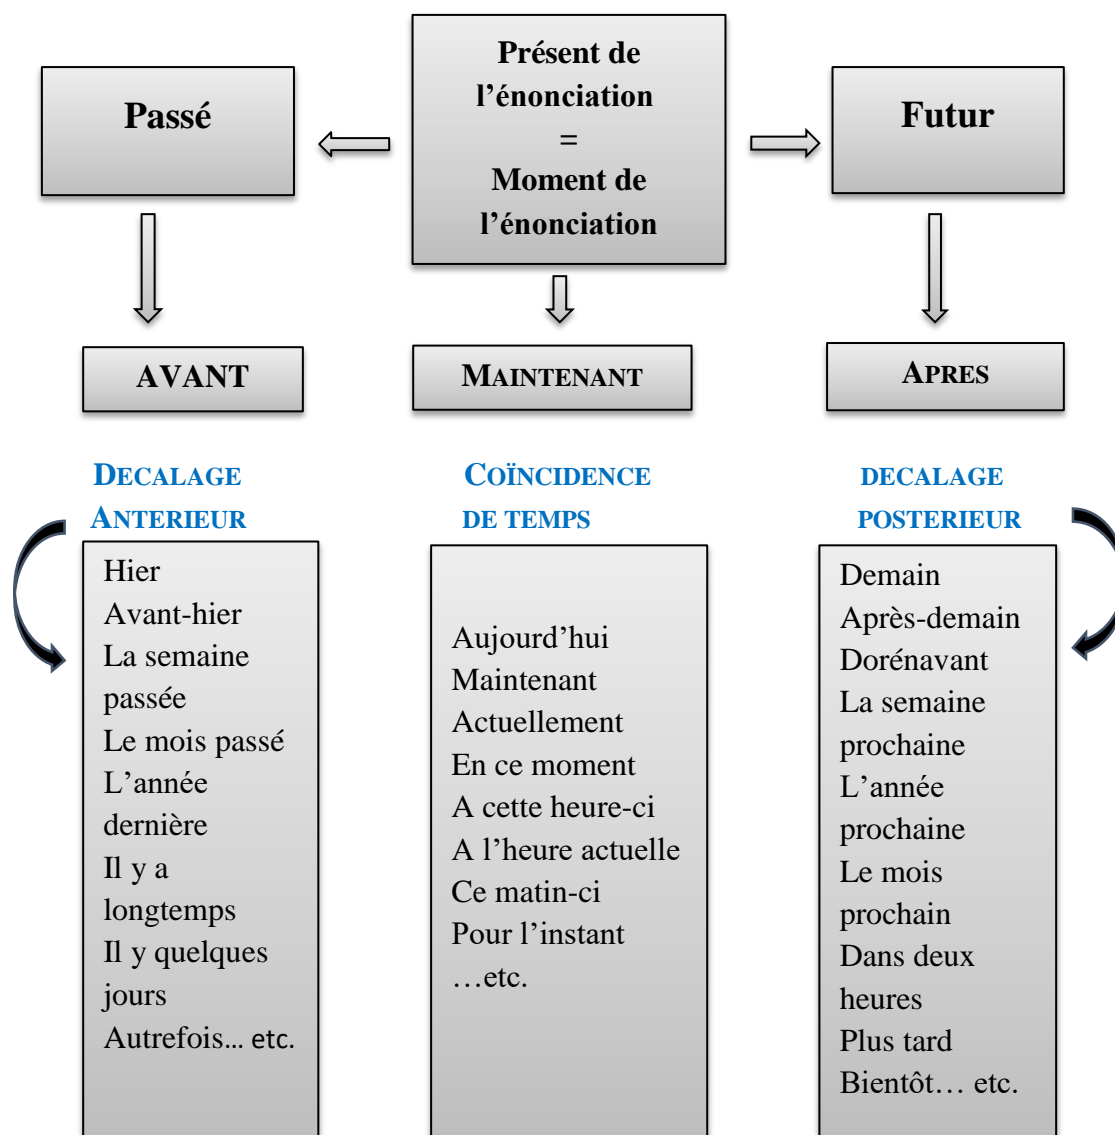 Passé
Présent de
l’énonciation
=
Moment de
l’énonciation
Futur
AVANT
MAINTENANT
APRES
DECALAGE
ANTERIEUR
COÏNCIDENCE
DE TEMPS
DECALAGE
POSTERIEUR
Hier
Avant-hier
La semaine
passée
Le mois passé
L’année
dernière
Il y a
longtemps
Il y quelques
jours
Autrefois... etc.
Aujourd’hui
Maintenant
Actuellement
En ce moment
A cette heure-ci
A l’heure actuelle
Ce matin-ci
Pour l’instant
…etc.
Demain
Après-demain
Dorénavant
La semaine
prochaine
L’année
prochaine
Le mois
prochain
Dans deux
heures
Plus tard
Bientôt… etc.